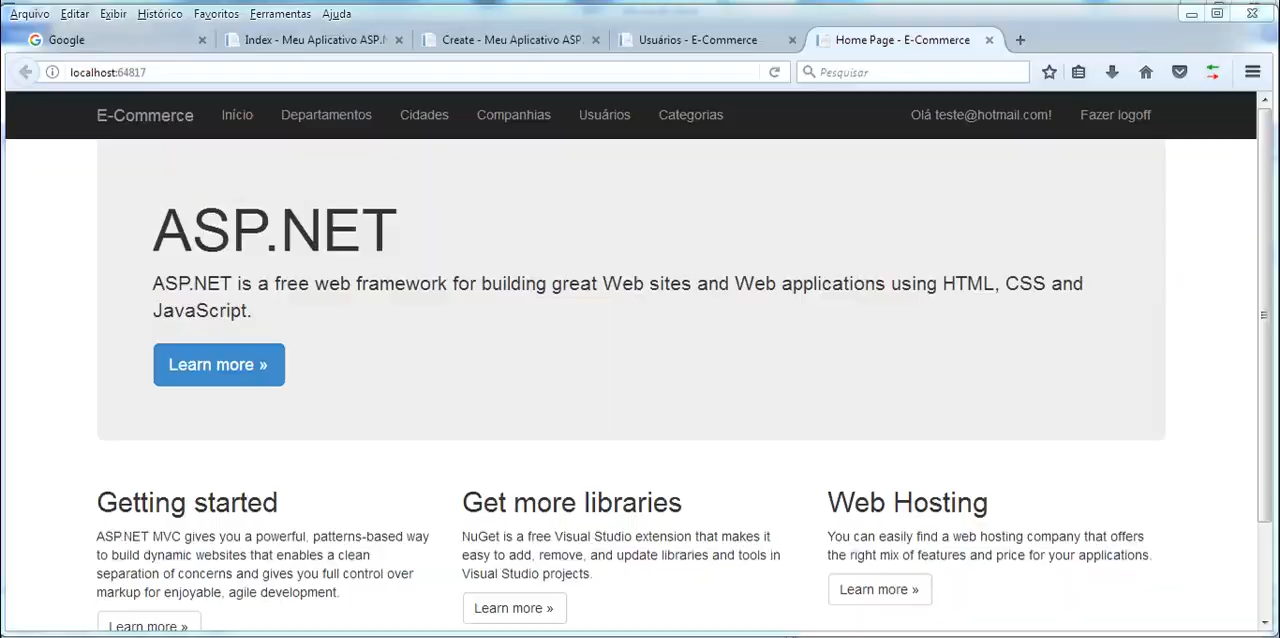 Arquivo Editar Exibir Histórico Favoritos Ferramentas Ajuda
Google Index - Meu Aplicativo ASP.N Create - Meu Aplicativo ASP Usuários - E-Commerce Home Page - E-Commerce
localhost:64817 Pesquisar
E-Commerce Início Departamentos Cidades Companhias Usuários Categorias Olá teste@hotmail.com! Fazer logoff
ASP.NET
ASP.NET is a free web framework for building great Web sites and Web applications using HTML, CSS and
JavaScript.
Learn more »
Getting started
ASP.NET MVC gives you a powerful, patterns-based way
to build dynamic websites that enables a clean
separation of concerns and gives you full control over
markup for enjoyable, agile development.
Learn more »
Get more libraries
NuGet is a free Visual Studio extension that makes it
easy to add, remove, and update libraries and tools in
Visual Studio projects.
Learn more »
Web Hosting
You can easily find a web hosting company that offers
the right mix of features and price for your applications.
Learn more »